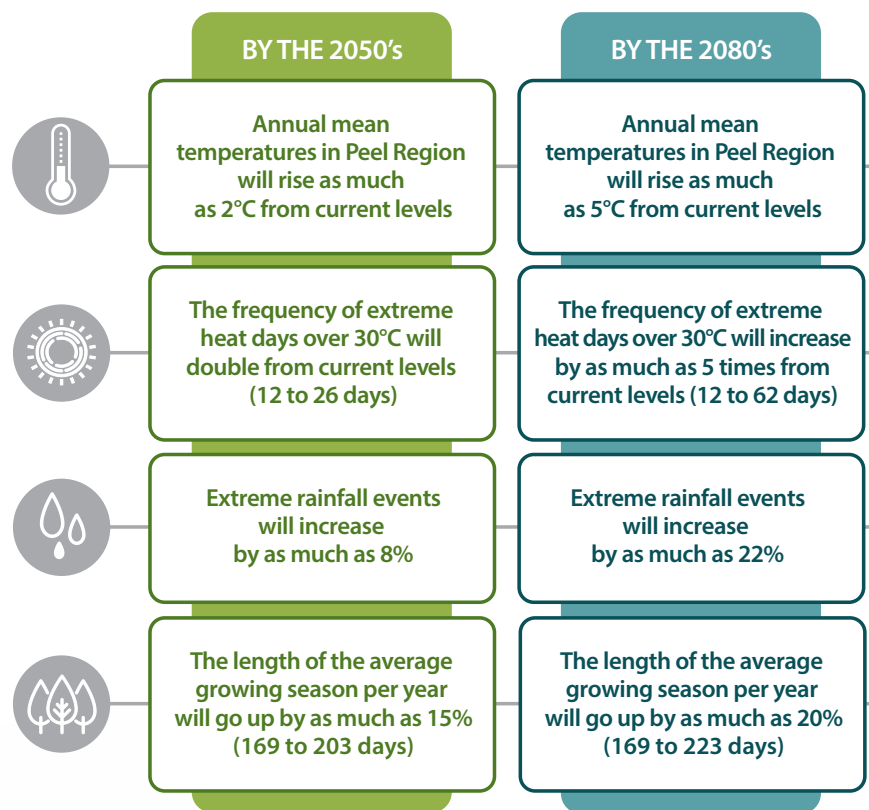 BY THE 2050's
BY THE 2080's
Annual mean
temperatures in Peel Region
will rise as much
as 2°C from current levels
Annual mean
temperatures in Peel Region
will rise as much
as 5°C from current levels
The frequency of extreme
heat days over 30°C will
double from current levels
(12 to 26 days)
The frequency of extreme
heat days over 30°C will increase
by as much as 5 times from
current levels (12 to 62 days)
Extreme rainfall events
will increase
by as much as 8%
Extreme rainfall events
will increase
by as much as 22%
The length of the average
growing season per year
will go up by as much as 15%
(169 to 203 days)
The length of the average
growing season per year
will go up by as much as 20%
(169 to 223 days)